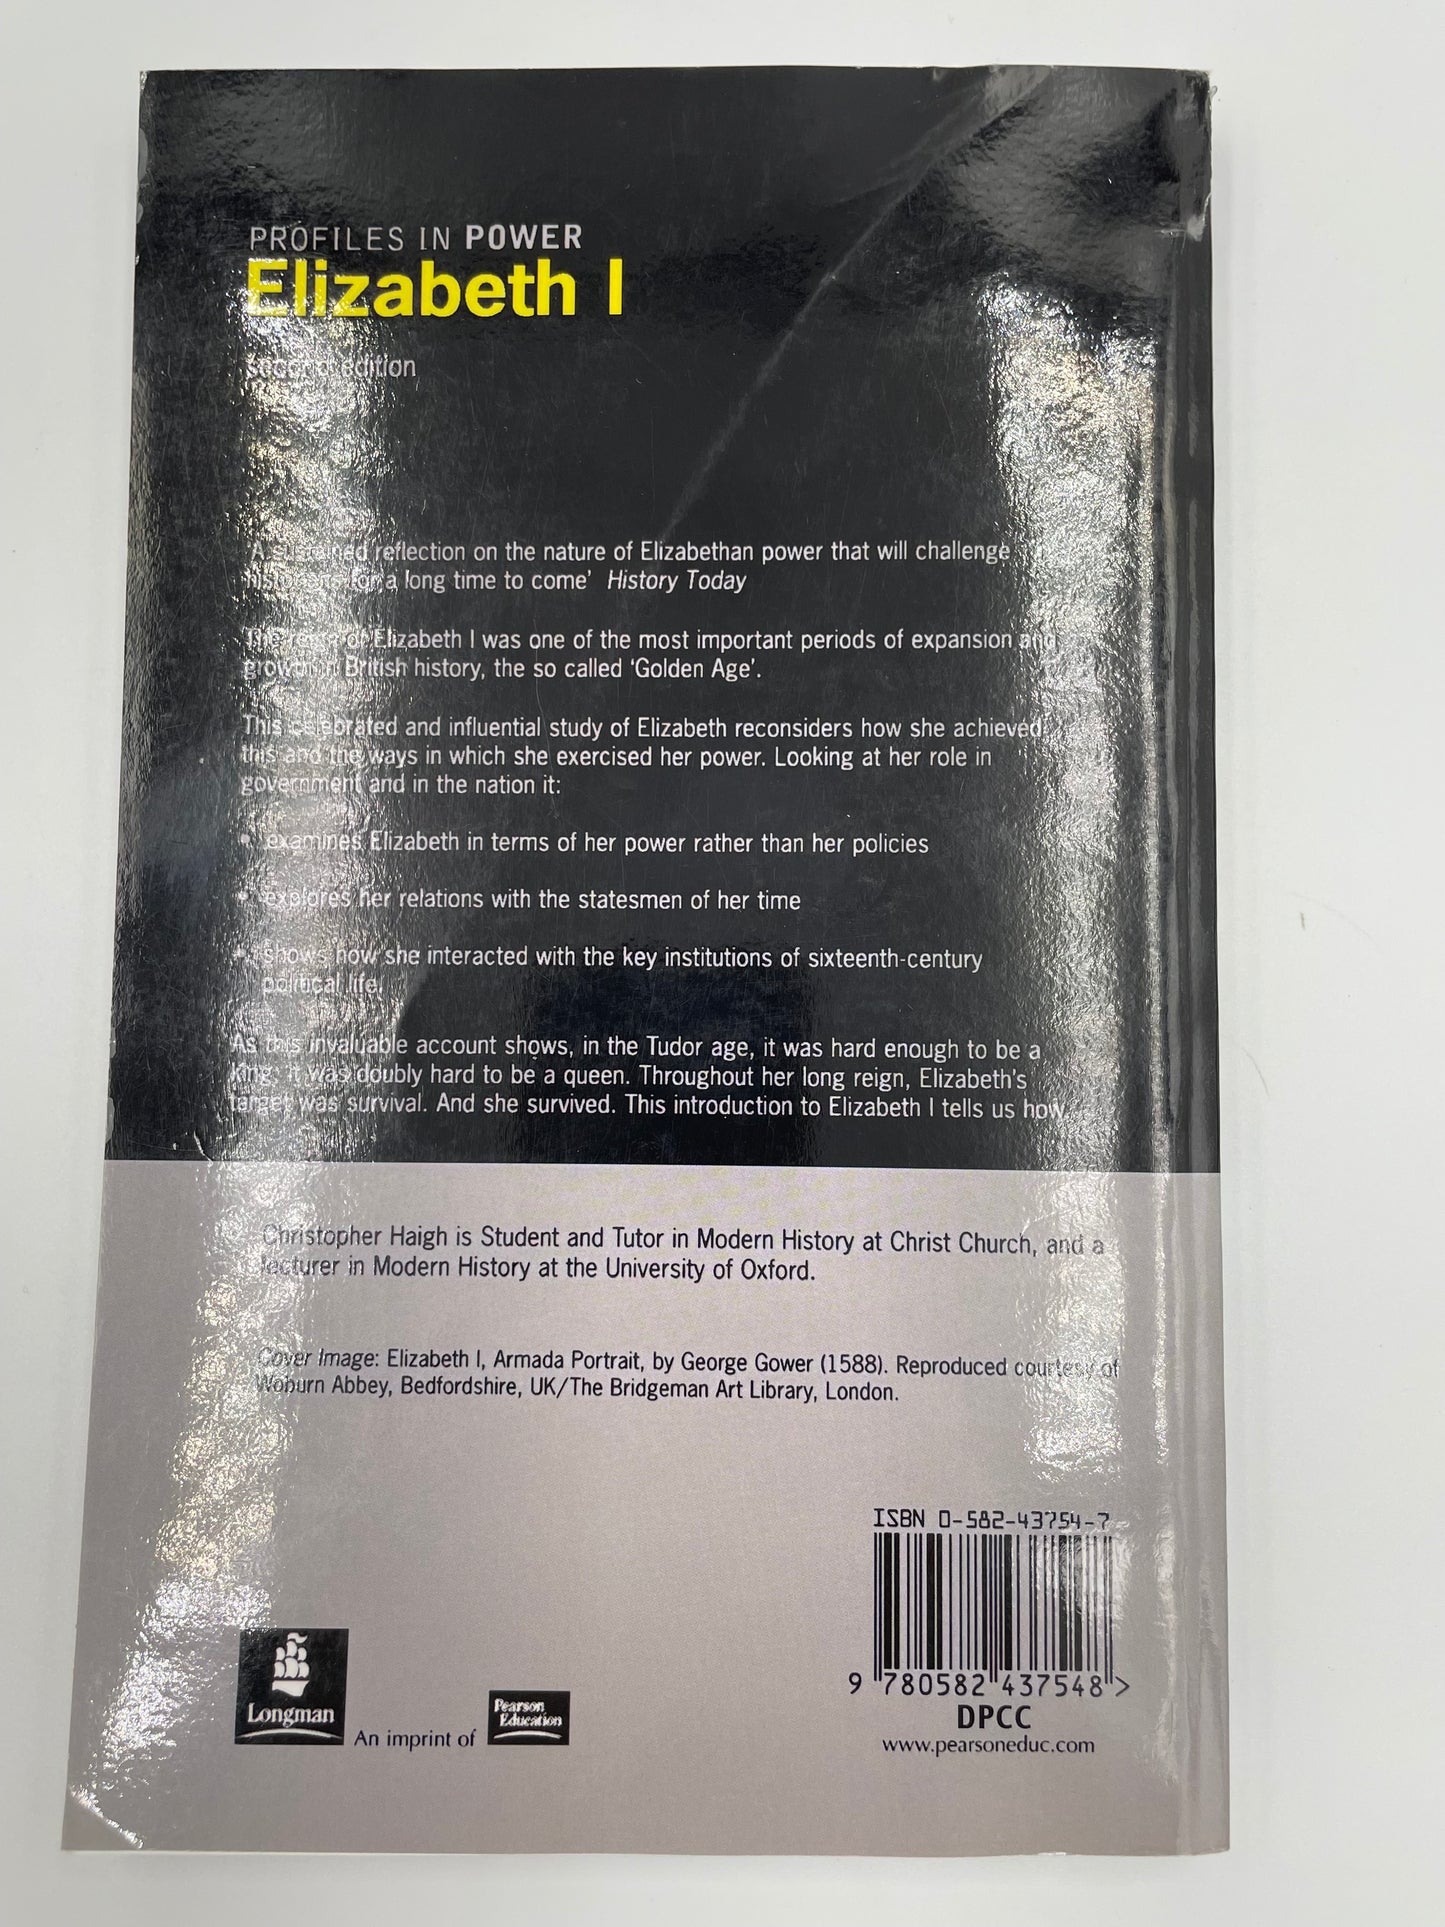 PROFILES IN POWER
Elizabeth I
second edition
'A sustained reflection on the nature of Elizabethan power that will challenge
historians for a long time to come' History Today
The reign of Elizabeth I was one of the most important periods of expansion and
growth in British history, the so called 'Golden Age'.
This celebrated and influential study of Elizabeth reconsiders how she achieved
this and the ways in which she exercised her power. Looking at her role in
government and in the nation it:
• examines Elizabeth in terms of her power rather than her policies
• explores her relations with the statesmen of her time
• shows how she interacted with the key institutions of sixteenth-century
political life.
As this invaluable account shows, in the Tudor age, it was hard enough to be a
king; it was doubly hard to be a queen. Throughout her long reign, Elizabeth's
target was survival. And she survived. This introduction to Elizabeth I tells us how
Christopher Haigh is Student and Tutor in Modern History at Christ Church, and a
lecturer in Modern History at the University of Oxford.
Cover Image: Elizabeth I, Armada Portrait, by George Gower (1588). Reproduced courtesy of
Woburn Abbey, Bedfordshire, UK/The Bridgeman Art Library, London.
ISBN 0-582-43754-7
9 780582 437548 >
DPCC
www.pearsoneduc.com
Longman
An imprint of
Pearson
Education